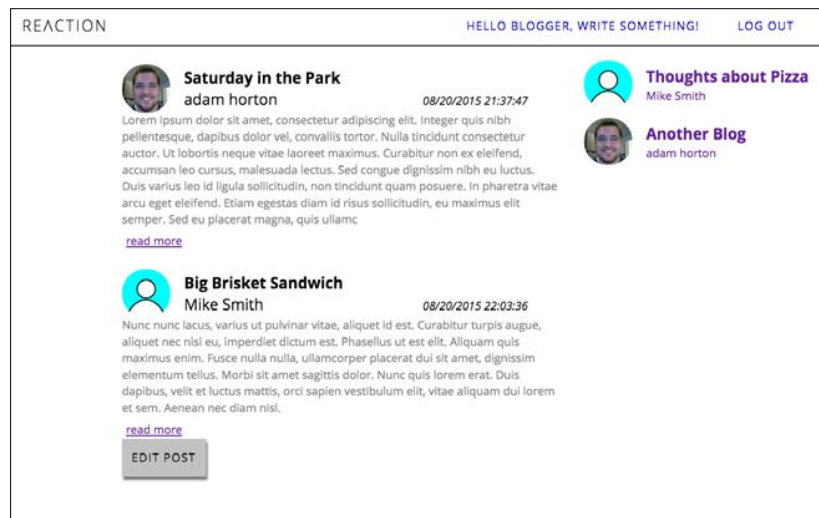 REACTION
HELLO BLOGGER, WRITE SOMETHING!
LOG OUT
Saturday in the Park
adam horton
08/20/2015 21:37:47
Lorem ipsum dolor sit amet, consectetur adipiscing elit. Integer quis nibh
pellentesque, dapibus dolor vel, convallis tortor. Nulla tincidunt consectetur
auctor. Ut lobortis neque vitae laoreet maximus. Curabitur non ex eleifend,
accumsan leo cursus, malesuada lectus. Sed congue dignissim nibh eu luctus.
Duis varius leo id ligula sollicitudin, non tincidunt quam posuere. In pharetra vitae
arcu eget eleifend. Etiam egestas diam id risus sollicitudin, eu maximus elit
semper. Sed eu placerat magna, quis ullamc
read more
Big Brisket Sandwich
Mike Smith
08/20/2015 22:03:36
Nunc nunc lacus, varius ut pulvinar vitae, aliquet id est. Curabitur turpis augue,
aliquet nec nisl eu, imperdiet dictum est. Phasellus ut est elit. Aliquam quis
maximus enim. Fusce nulla nulla, ullamcorper placerat dui sit amet, dignissim
elementum tellus. Morbi sit amet sagittis dolor. Nunc quis lorem erat. Duis
dapibus, velit et luctus mattis, orci sapien vestibulum elit, vitae aliquam dui lorem
et sem. Aenean nec diam nisl.
read more
EDIT POST
Thoughts about Pizza
Mike Smith
Another Blog
adam horton